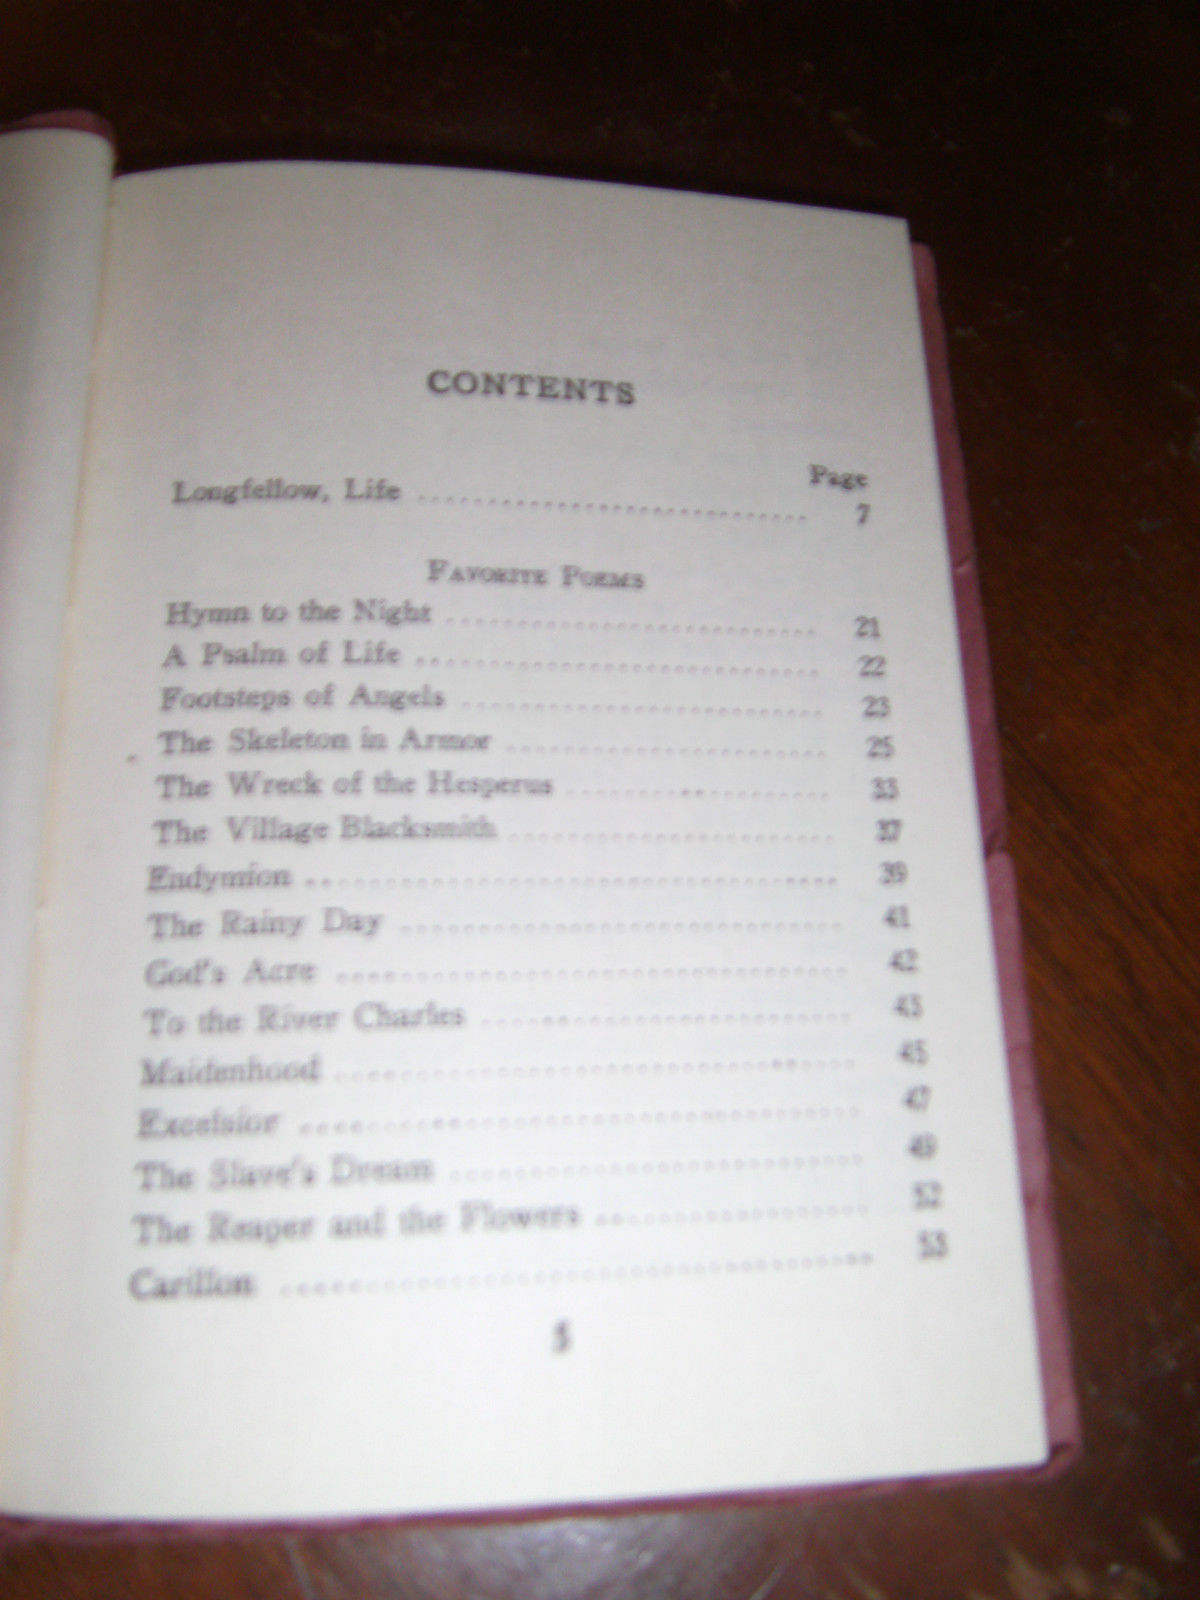 CONTENTS
Page
Longfellow, Life ........................................ 7
FAVORITE POEMS
Hymn to the Night ........................................ 21
A Psalm of Life ........................................ 22
Footsteps of Angels ........................................ 23
The Skeleton in Armor ........................................ 25
The Wreck of the Hesperus ........................................ 33
The Village Blacksmith ........................................ 37
Endymion ........................................ 39
The Rainy Day ........................................ 41
God's Acre ........................................ 42
To the River Charles ........................................ 43
Maidenhood ........................................ 45
Excelsior ........................................ 47
The Slave's Dream ........................................ 49
The Reaper and the Flowers ........................................ 52
Carillon ........................................ 53
5